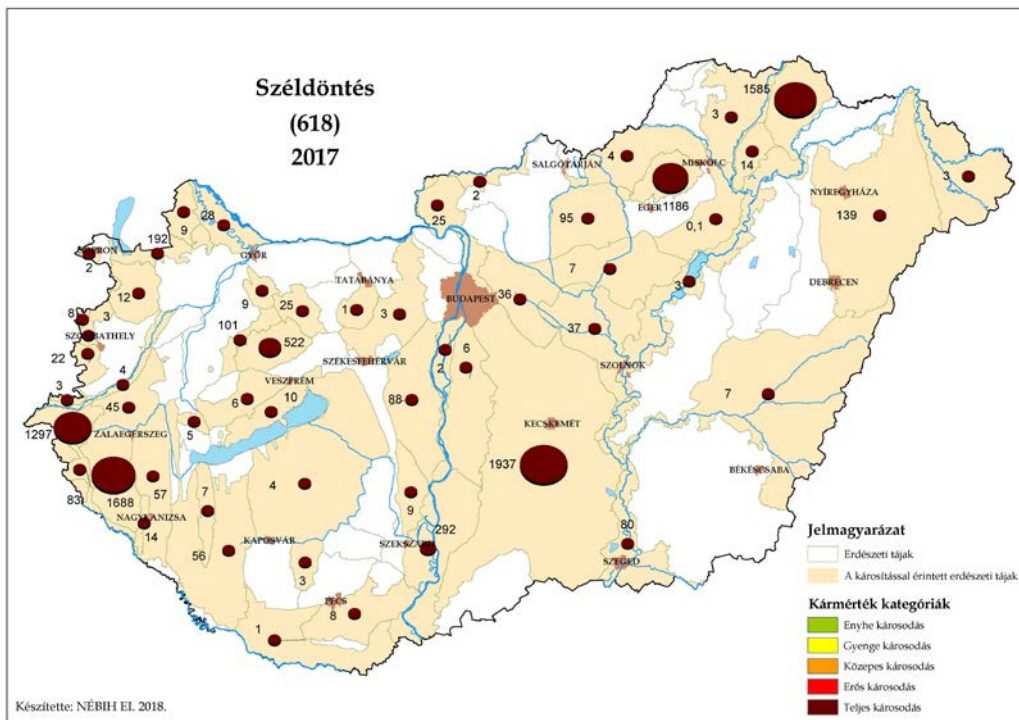 Széldöntés
(618)
2017
1585
3
4
SALGÓTARJÁN
MISKOLC
14
2
NYÍREGYHÁZA
3
EGER
1186
25
95
0,1
139
9
28
192
GYŐR
2
7
12
TATABÁNYA
3
DEBRECEN
9
25
1
3
BUDAPEST
36
8
3
SZOMBATHELY
101
522
37
22
SZÉKESFEHÉRVÁR
2
6
SZOLNOK
4
VESZPRÉM
3
45
6
10
88
7
1297
ZALAEGERSZEG
5
KECSKEMÉT
1937
83
1688
57
7
4
BÉKÉSCSABA
NAGYKANIZSA
14
9
292
80
56
KAPOSVÁR
SZEKSZÁRD
3
SZEGED
PÉCS
8
1
Jelmagyarázat
Erdészeti tájak
A károsítással érintett erdészeti tájak
Kármérték kategóriák
Enyhe károsodás
Gyenge károsodás
Közepes károsodás
Erős károsodás
Teljes károsodás
Készítette: NÉBIH EI. 2018.